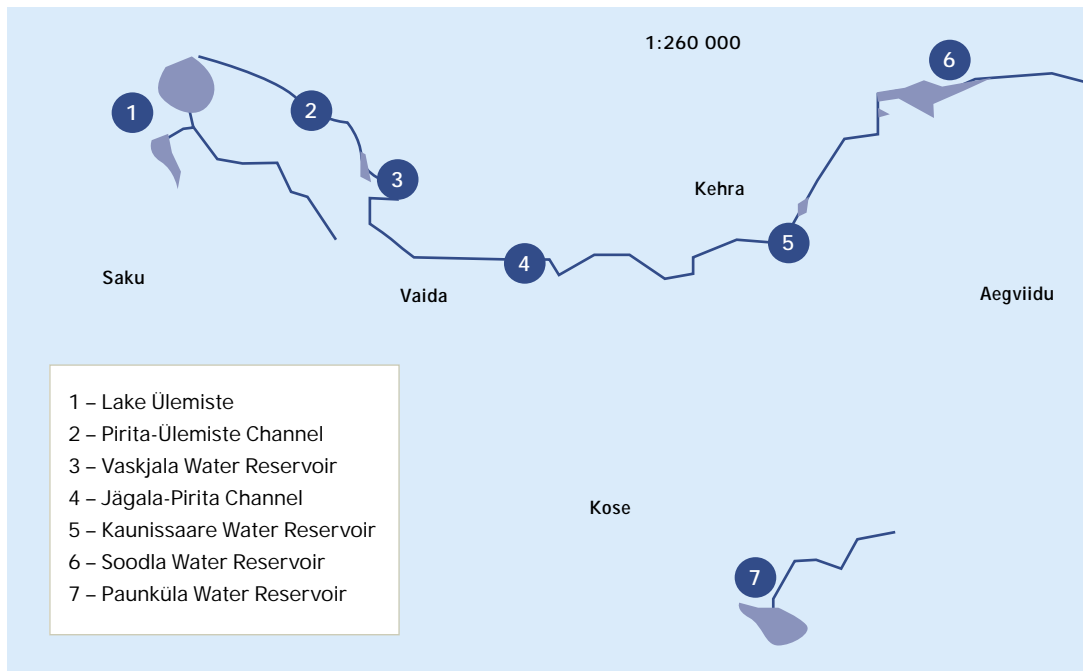 1:260 000
6
1
2
3
Kehra
5
4
Saku
Vaida
Aegviidu
1 – Lake Ülemiste
2 – Pirita-Ülemiste Channel
3 – Vaskjala Water Reservoir
4 – Jägala-Pirita Channel
5 – Kaunissaare Water Reservoir
6 – Soodla Water Reservoir
7 – Paunküla Water Reservoir
Kose
7